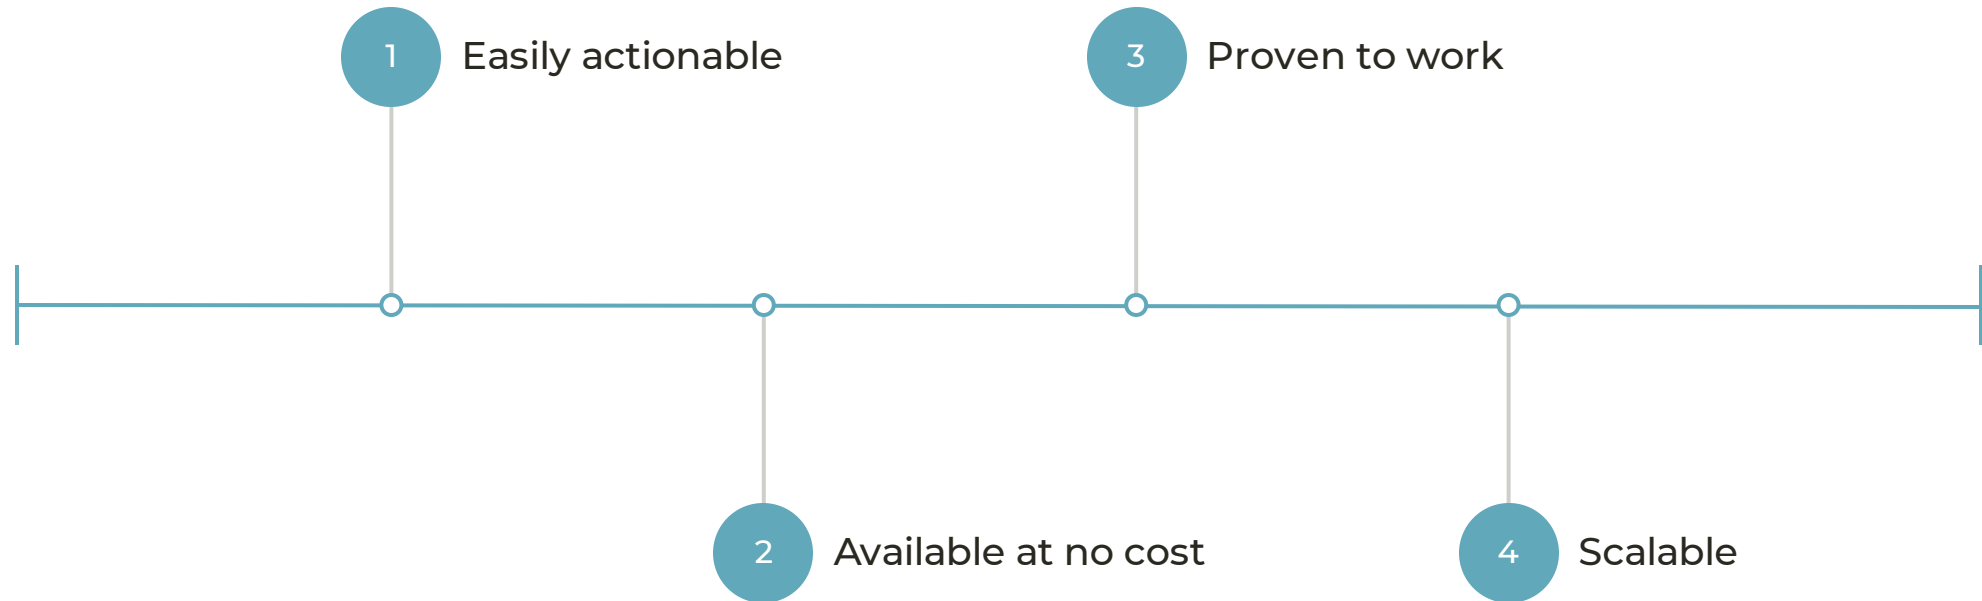 1 Easily actionable
3 Proven to work
2 Available at no cost
4 Scalable